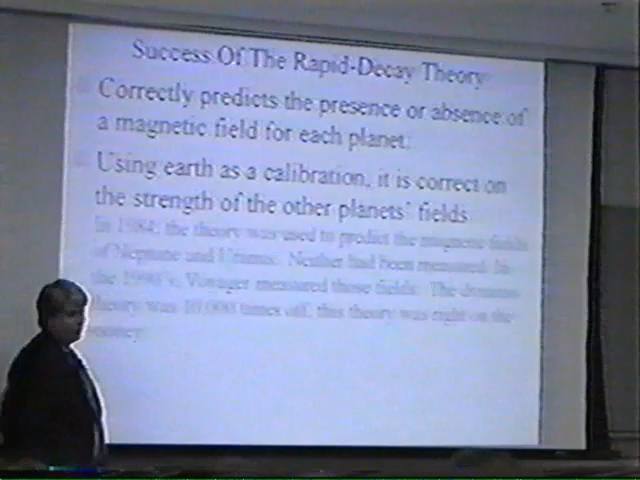 Success Of The Rapid-Decay Theory
Correctly predicts the presence or absence of
a magnetic field for each planet.
Using earth as a calibration, it is correct on
the strength of the other planets' fields
In 1984, the theory was used to predict the magnetic fields
of Neptune and Uranus. Neither had been measured. In
the 1990's, Voyager measured those fields. The dynamo
theory was 10,000 times off, this theory was right on the
money.